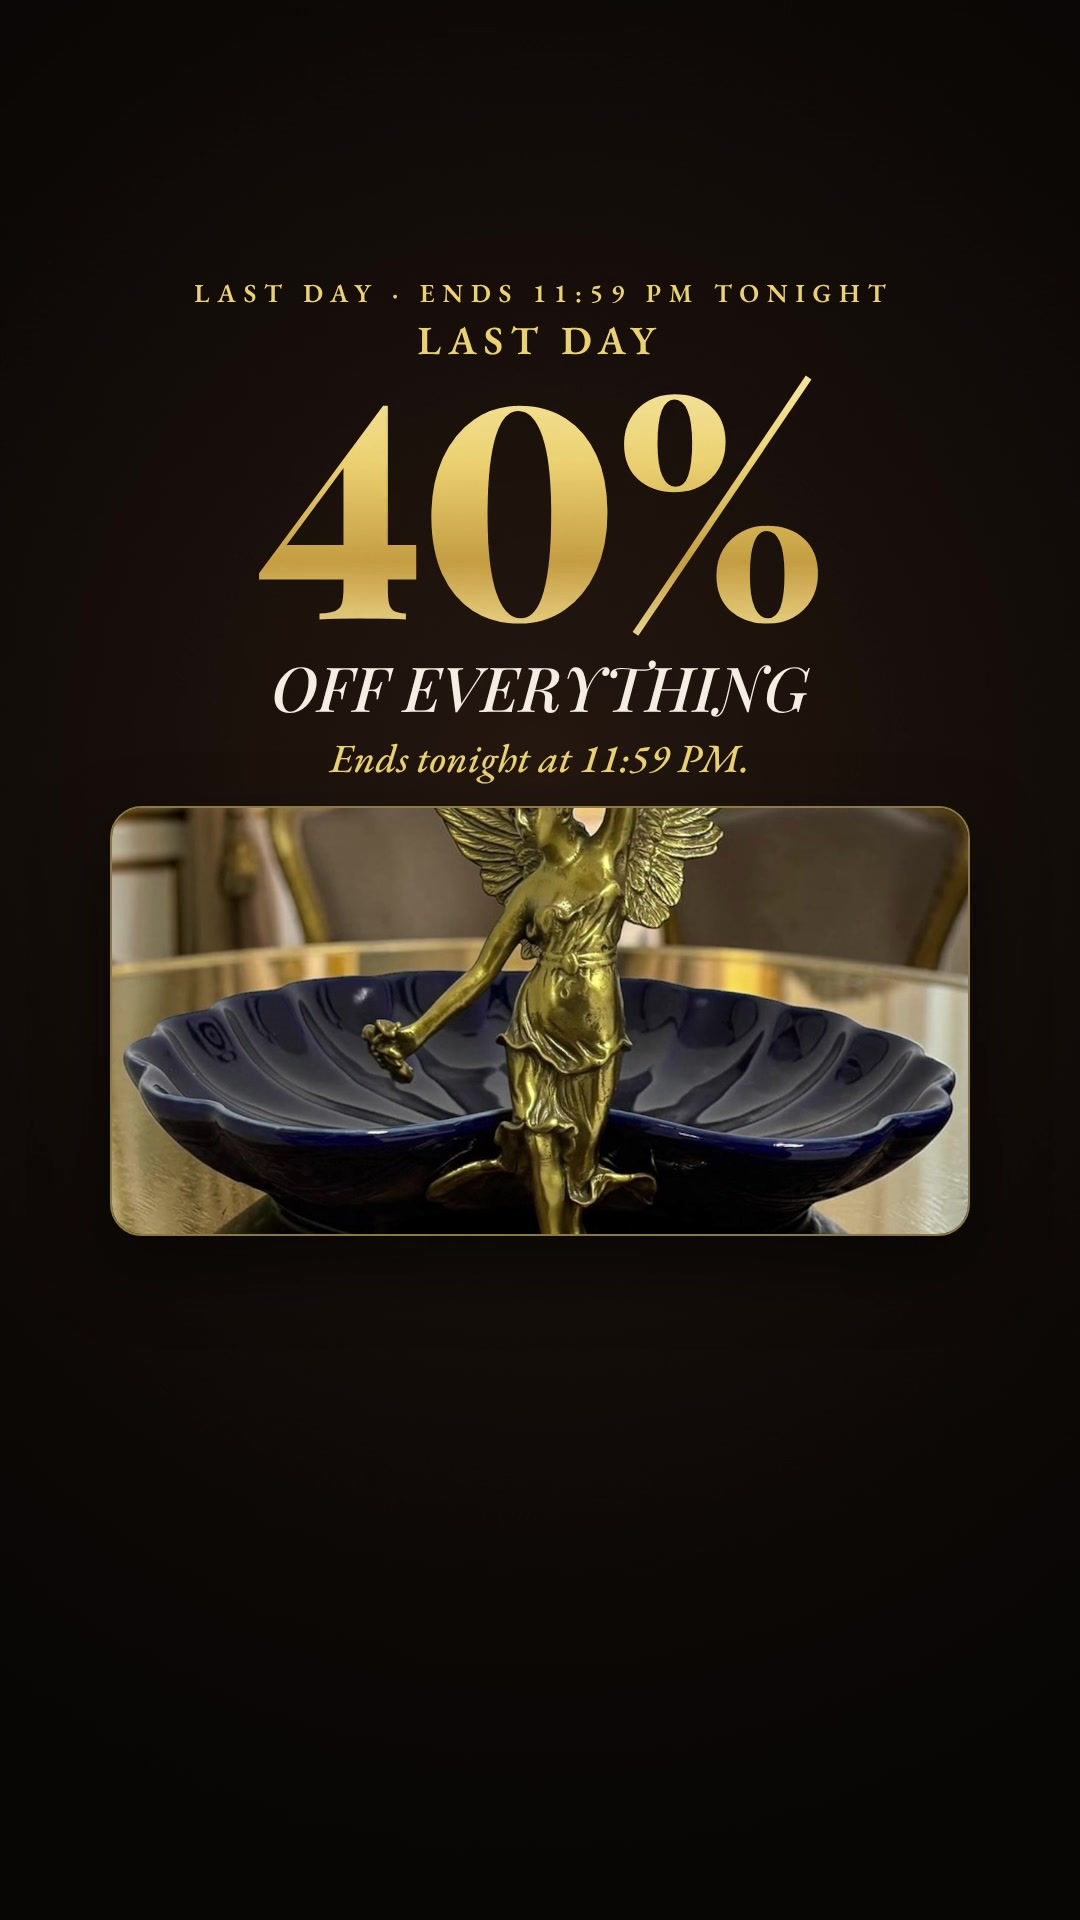 LAST DAY · ENDS 11:59 PM TONIGHT
LAST DAY
40%
OFF EVERYTHING
Ends tonight at 11:59 PM.